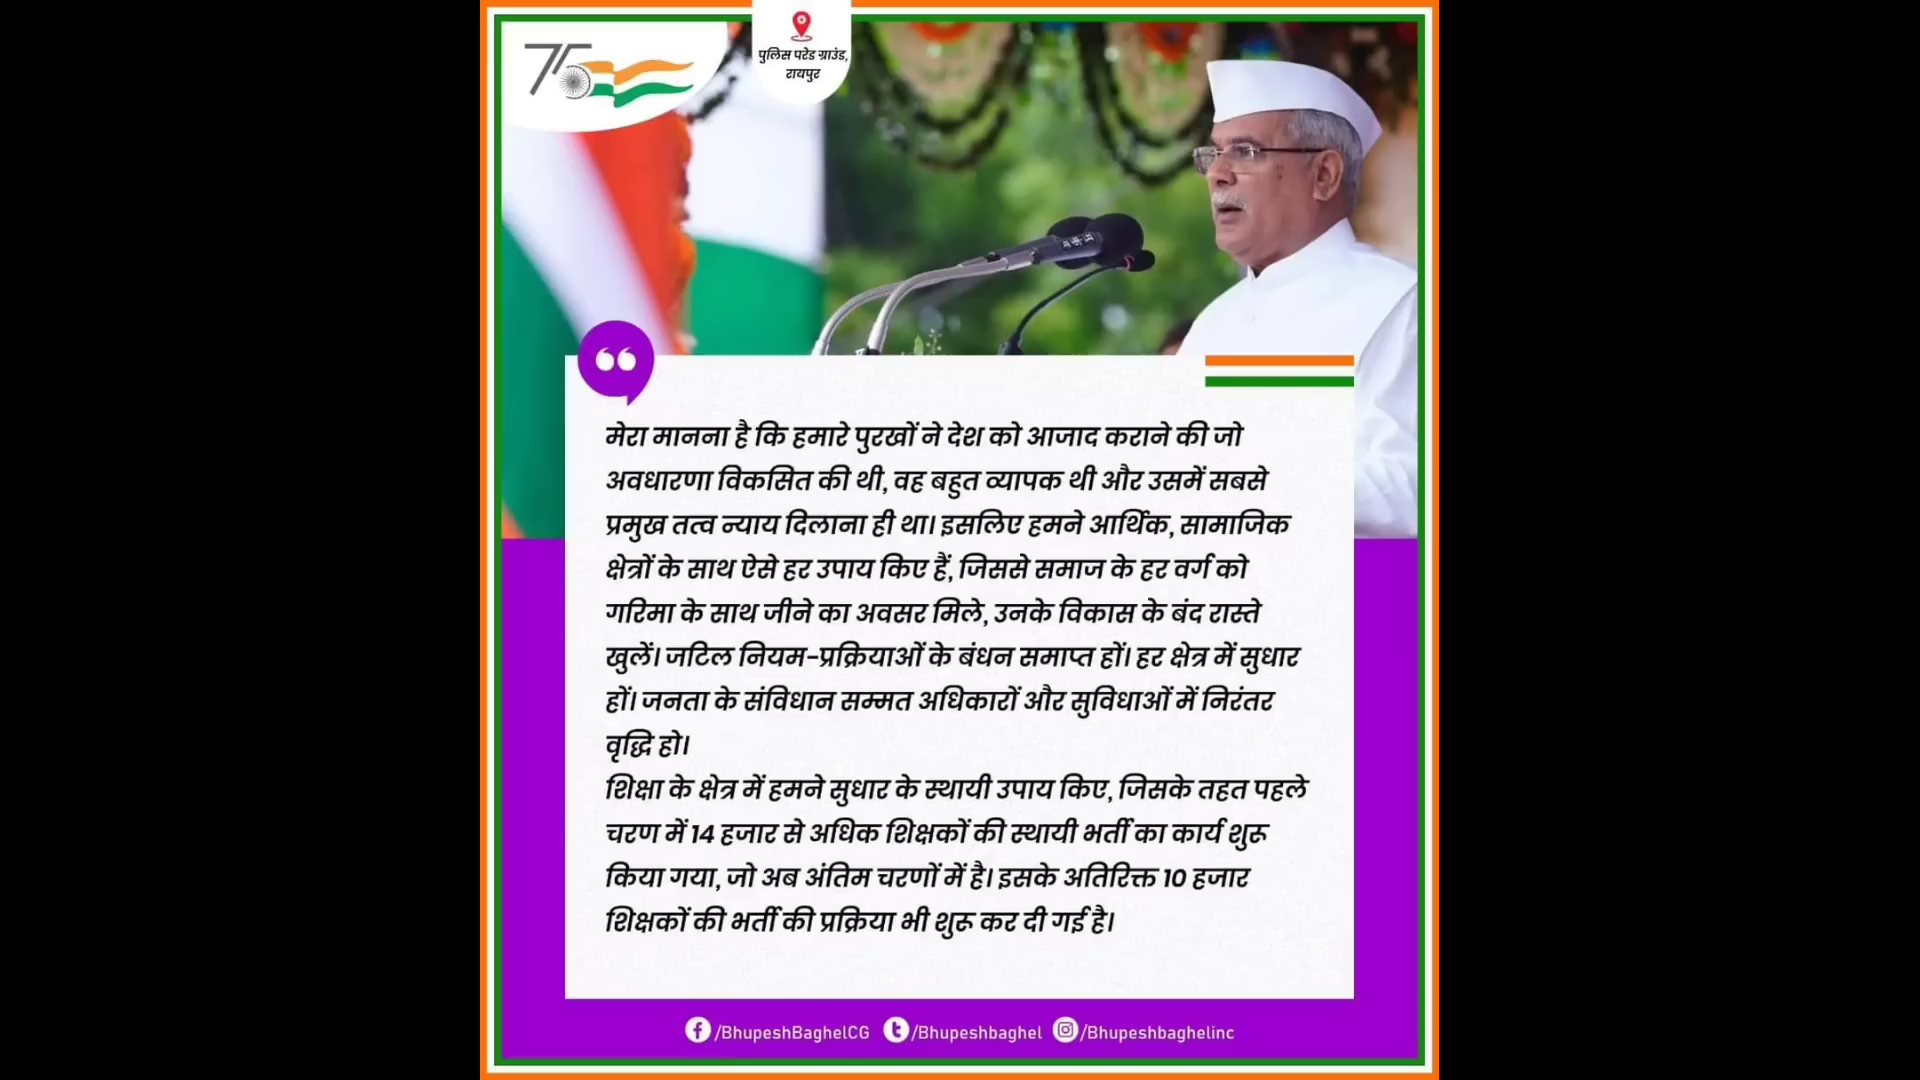 75
पुलिस परेड ग्राउंड,
रायपुर
मेरा मानना है कि हमारे पुरखों ने देश को आजाद कराने की जो
अवधारणा विकसित की थी, वह बहुत व्यापक थी और उसमें सबसे
प्रमुख तत्व न्याय दिलाना ही था। इसलिए हमने आर्थिक, सामाजिक
क्षेत्रों के साथ ऐसे हर उपाय किए हैं, जिससे समाज के हर वर्ग को
गरिमा के साथ जीने का अवसर मिले, उनके विकास के बंद रास्ते
खुलें। जटिल नियम-प्रक्रियाओं के बंधन समाप्त हों। हर क्षेत्र में सुधार
हों। जनता के संविधान सम्मत अधिकारों और सुविधाओं में निरंतर
वृद्धि हो।
शिक्षा के क्षेत्र में हमने सुधार के स्थायी उपाय किए, जिसके तहत पहले
चरण में 14 हजार से अधिक शिक्षकों की स्थायी भर्ती का कार्य शुरू
किया गया, जो अब अंतिम चरणों में है। इसके अतिरिक्त 10 हजार
शिक्षकों की भर्ती की प्रक्रिया भी शुरू कर दी गई है।
/BhupeshBaghelCG /Bhupeshbaghel /Bhupeshbaghelinc